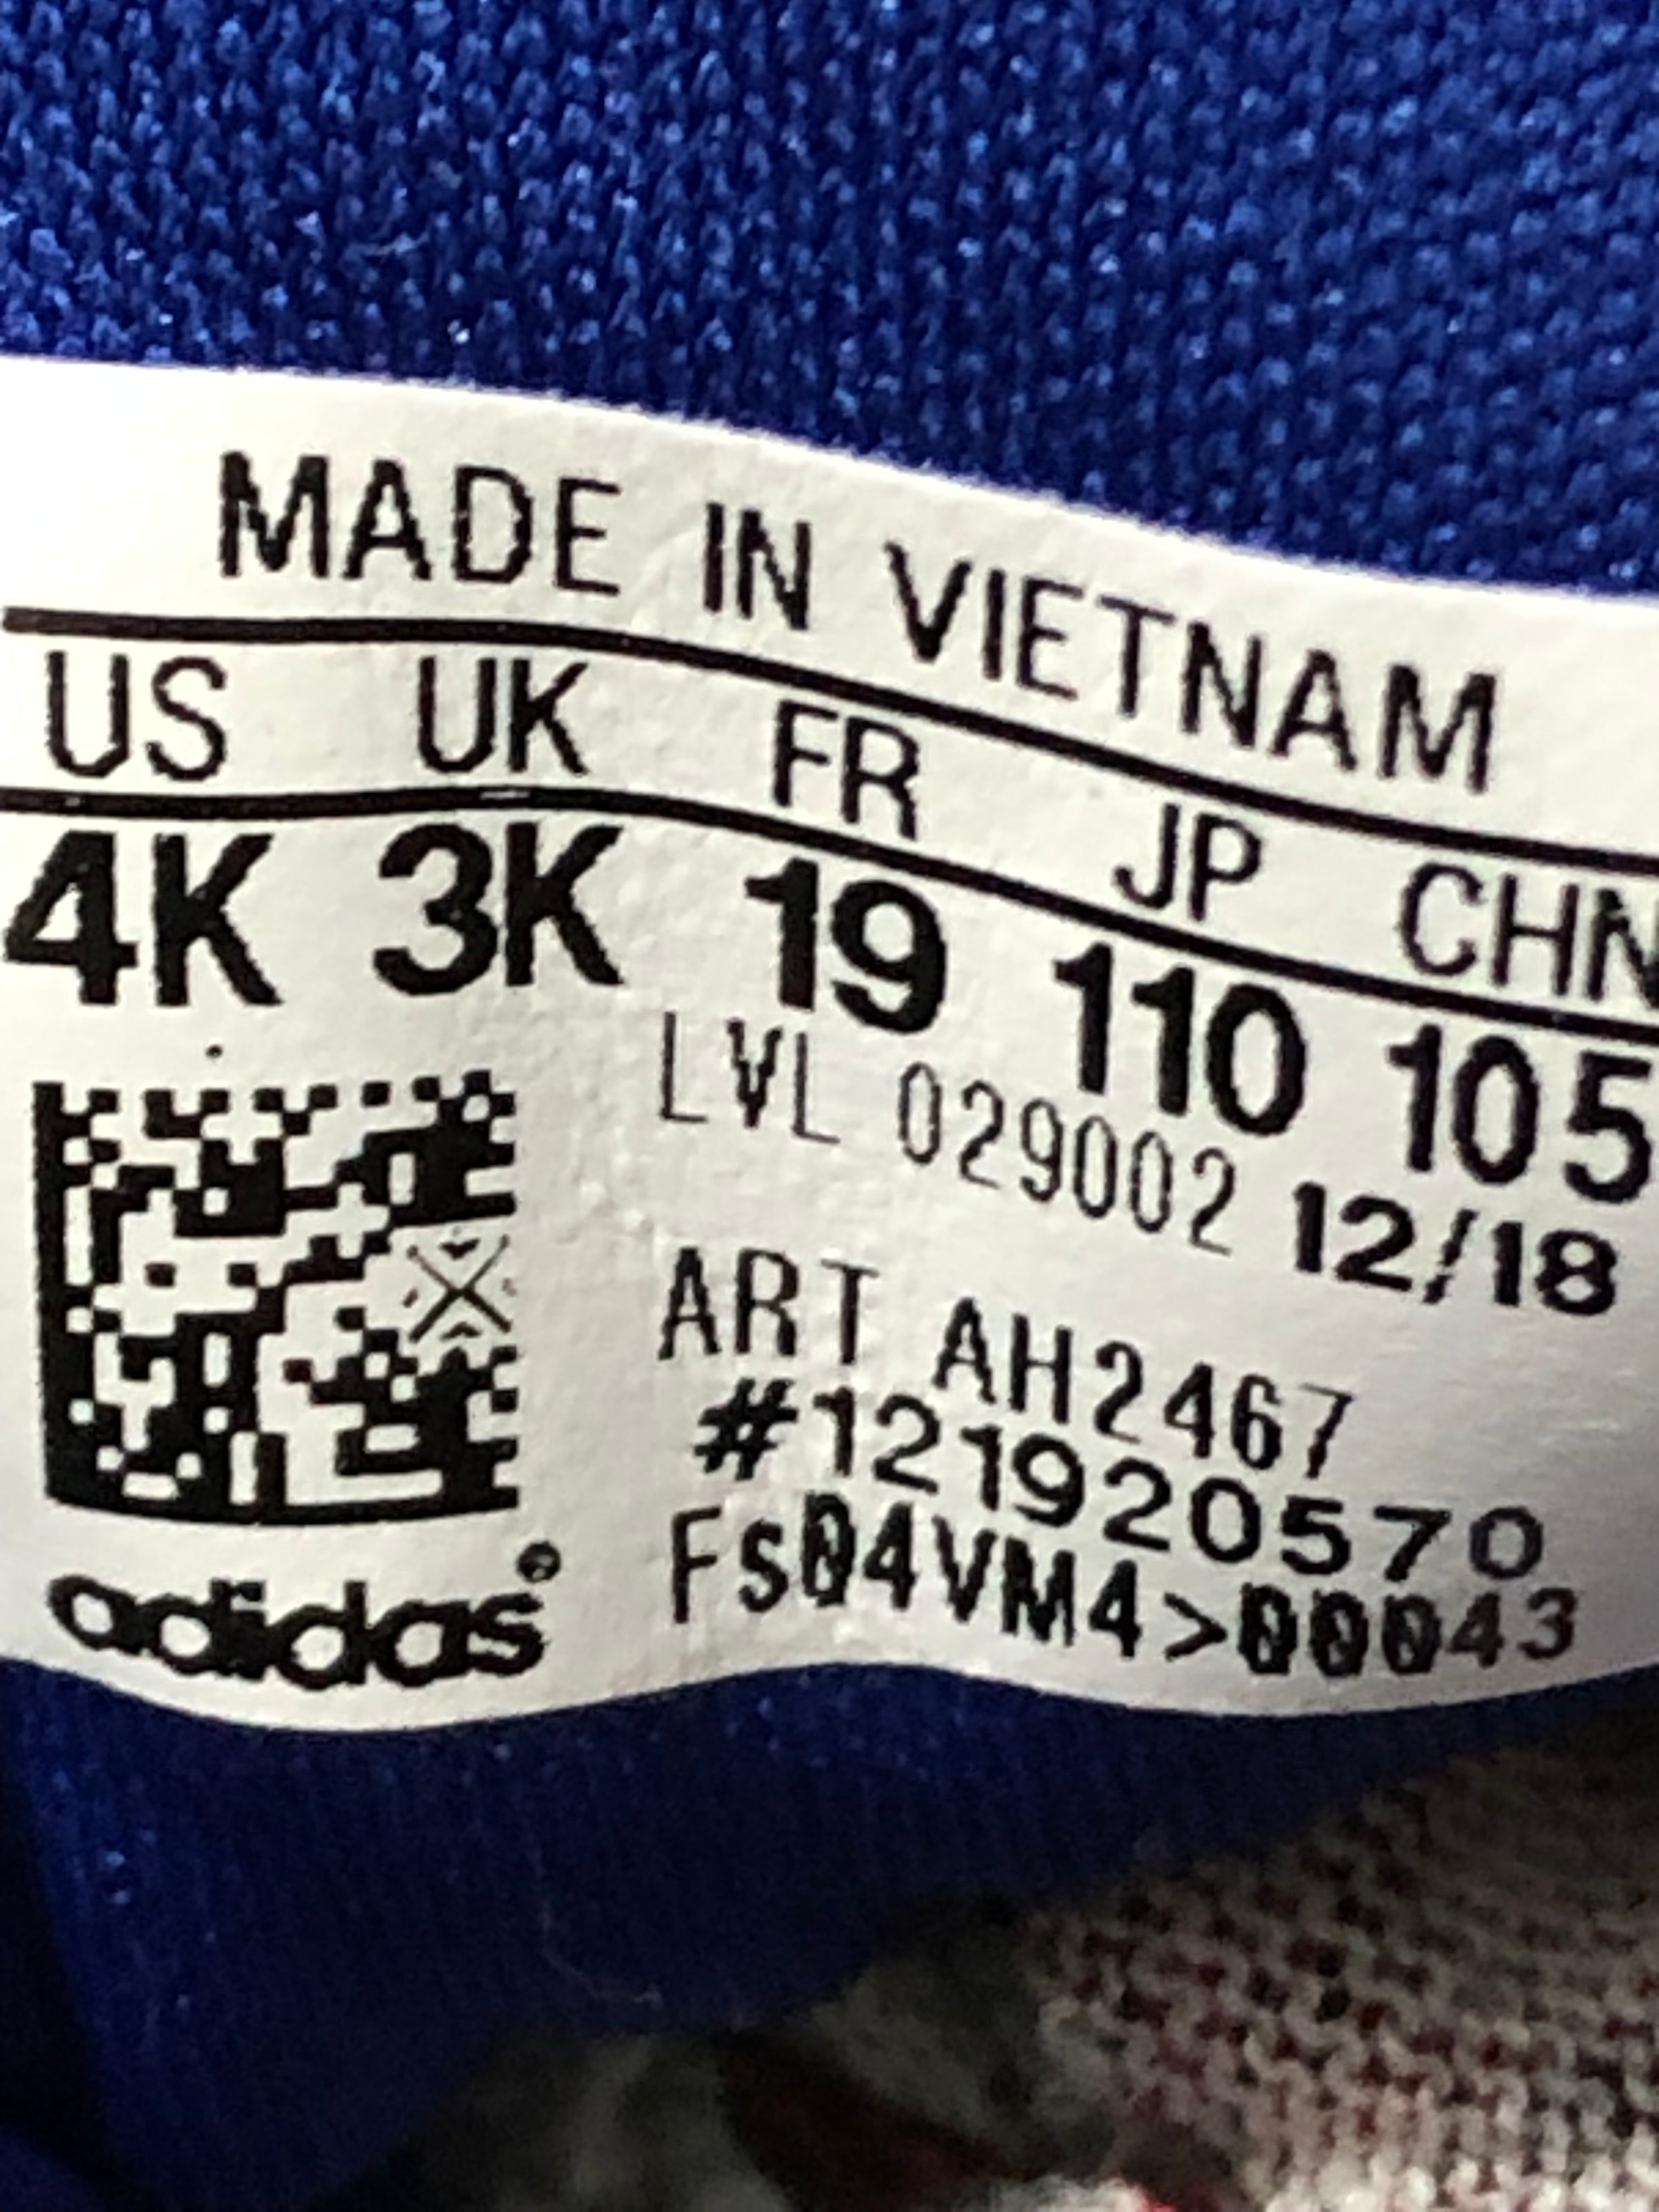 MADE IN VIETNAM
US UK FR JP CHN
4K 3K 19 110 105
LVL 029002 12/18
ART AH2467
#121920570
Fs04VM4>00043
adidas®